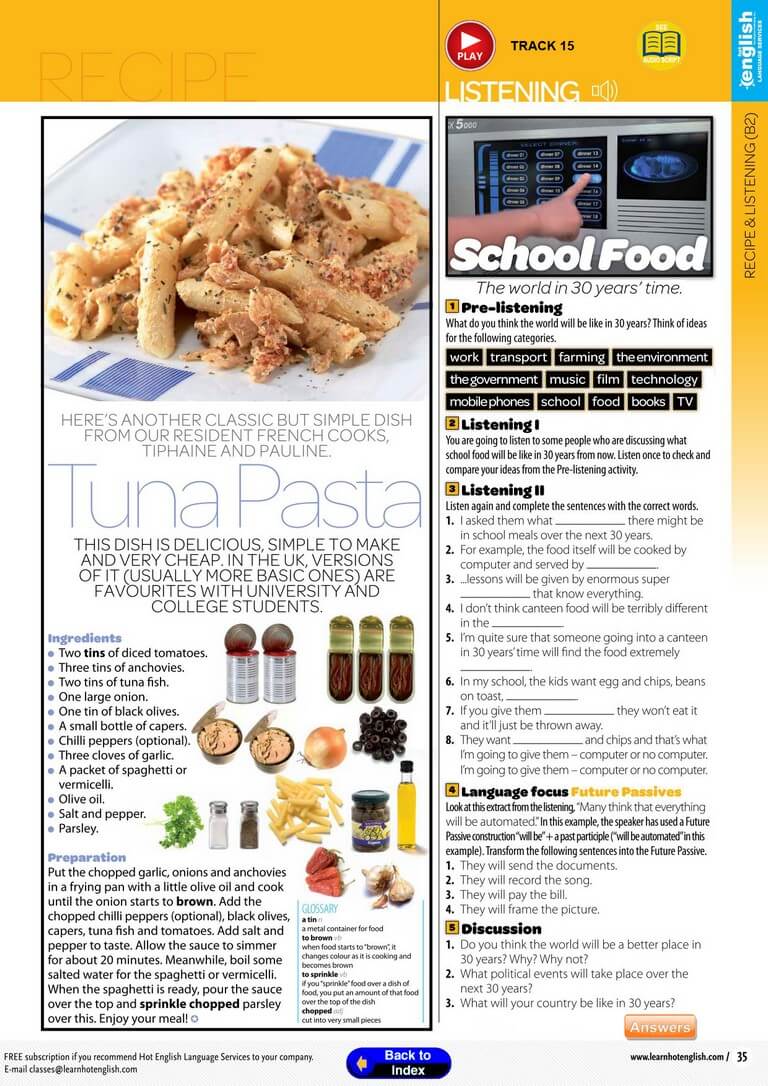 RECIPE
HERE'S ANOTHER CLASSIC BUT SIMPLE DISH
FROM OUR RESIDENT FRENCH COOKS,
TIPHAINE AND PAULINE.
Tuna Pasta
THIS DISH IS DELICIOUS, SIMPLE TO MAKE
AND VERY CHEAP. IN THE UK, VERSIONS
OF IT (USUALLY MORE BASIC ONES) ARE
FAVOURITES WITH UNIVERSITY AND
COLLEGE STUDENTS.
Ingredients
Two tins of diced tomatoes.
Three tins of anchovies.
Two tins of tuna fish.
One large onion.
One tin of black olives.
A small bottle of capers.
Chilli peppers (optional).
Three cloves of garlic.
A packet of spaghetti or
vermicelli.
Olive oil.
Salt and pepper.
Parsley.
Preparation
Put the chopped garlic, onions and anchovies
in a frying pan with a little olive oil and cook
until the onion starts to brown. Add the
chopped chilli peppers (optional), black olives,
capers, tuna fish and tomatoes. Add salt and
pepper to taste. Allow the sauce to simmer
for about 20 minutes. Meanwhile, boil some
salted water for the spaghetti or vermicelli.
When the spaghetti is ready, pour the sauce
over the top and sprinkle chopped parsley
over this. Enjoy your meal!
GLOSSARY
a tin n
a metal container for food
to brown vb
when food starts to "brown", it
changes colour as it is cooking and
becomes brown
to sprinkle vb
if you "sprinkle" food over a dish of
food, you put an amount of that food
over the top of the dish
chopped adj
cut into very small pieces
PLAY
TRACK 15
SEE
AUDIO SCRIPT
LISTENING
hot english
LANGUAGE SERVICES
RECIPE & LISTENING (B2)
X 5000
SELECT DINNER
School Food
The world in 30 years' time.
1 Pre-listening
What do you think the world will be like in 30 years? Think of ideas
for the following categories.
work transport farming the environment
the government music film technology
mobile phones school food books TV
2 Listening I
You are going to listen to some people who are discussing what
school food will be like in 30 years from now. Listen once to check and
compare your ideas from the Pre-listening activity.
3 Listening II
Listen again and complete the sentences with the correct words.
1. I asked them what ____________ there might be
in school meals over the next 30 years.
2. For example, the food itself will be cooked by
computer and served by ____________.
3. ...lessons will be given by enormous super
____________ that know everything.
4. I don't think canteen food will be terribly different
in the ____________.
5. I'm quite sure that someone going into a canteen
in 30 years' time will find the food extremely
____________.
6. In my school, the kids want egg and chips, beans
on toast, ____________.
7. If you give them ____________ they won't eat it
and it'll just be thrown away.
8. They want ____________ and chips and that's what
I'm going to give them – computer or no computer.
I'm going to give them – computer or no computer.
4 Language focus Future Passives
Look at this extract from the listening, "Many think that everything
will be automated." In this example, the speaker has used a Future
Passive construction "will be" + a past participle ("will be automated" in this
example). Transform the following sentences into the Future Passive.
1. They will send the documents.
2. They will record the song.
3. They will pay the bill.
4. They will frame the picture.
5 Discussion
1. Do you think the world will be a better place in
30 years? Why? Why not?
2. What political events will take place over the
next 30 years?
3. What will your country be like in 30 years?
Answers
FREE subscription if you recommend Hot English Language Services to your company.
E-mail classes@learnhotenglish.com
Back to
Index
www.learnhotenglish.com / 35